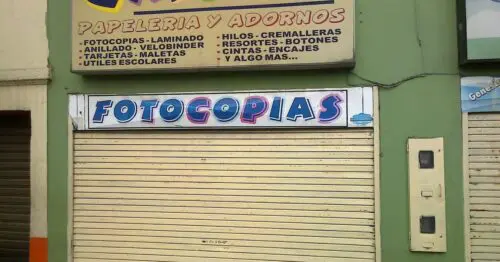 PAPELERIA Y ADORNOS
- FOTOCOPIAS - LAMINADO
- ANILLADO - VELOBINDER
- TARJETAS - MALETAS
- UTILES ESCOLARES
- HILOS - CREMALLERAS
- RESORTES - BOTONES
- CINTAS - ENCAJES
Y ALGO MAS...
FOTOCOPIAS